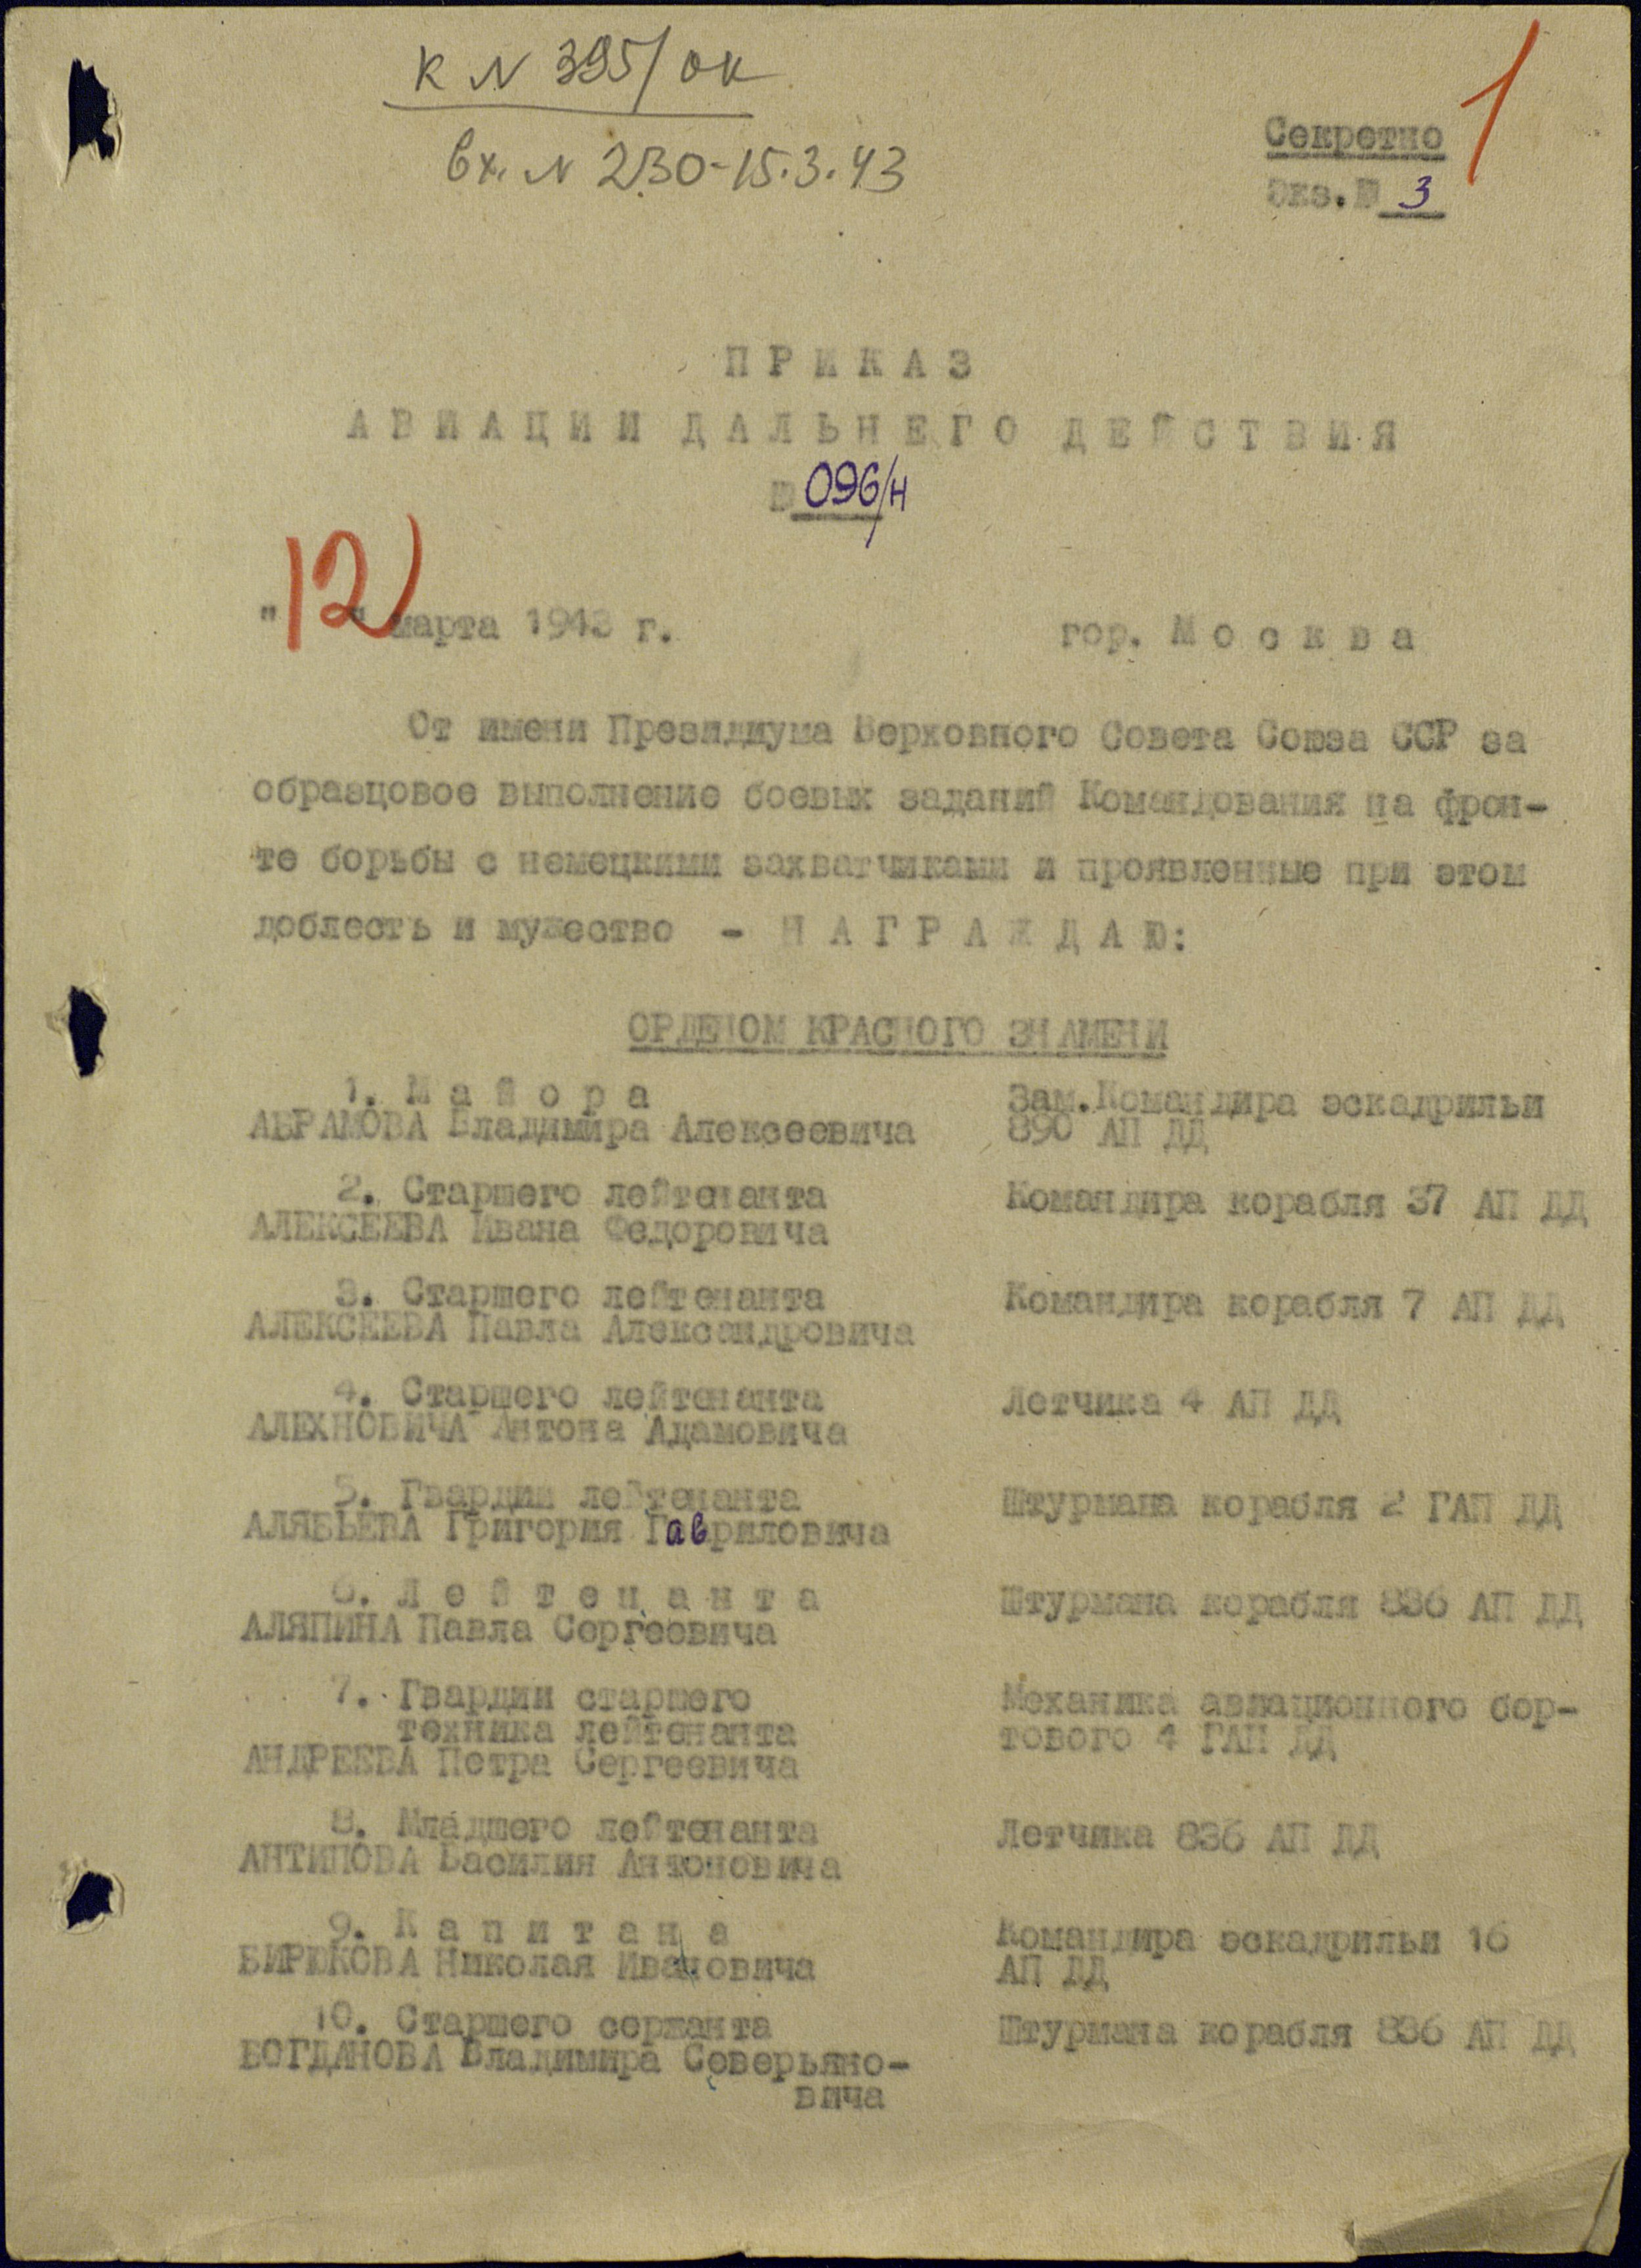 к N 395/ок
вх. N 230-15.3.43
1
Секретно
Экз.№ 3
ПРИКАЗ
АВИАЦИИ ДАЛЬНЕГО ДЕЙСТВИЯ
№ 096/н
"12" марта 1943 г. гор. Москва
От имени Президиума Верховного Совета Союза ССР за
образцовое выполнение боевых заданий Командования на фрон-
те борьбы с немецкими захватчиками и проявленные при этом
доблесть и мужество - НАГРАЖДАЮ:
ОРДЕНОМ КРАСНОГО ЗНАМЕНИ
1. Майора Зам.Командира эскадрильи
АБРАМОВА Владимира Алексеевича 890 АП ДД
2. Старшего лейтенанта Командира корабля 37 АП ДД
АЛЕКСЕЕВА Ивана Федоровича
3. Старшего лейтенанта Командира корабля 7 АП ДД
АЛЕКСЕЕВА Павла Александровича
4. Старшего лейтенанта Летчика 4 АП ДД
АЛЕХНОВИЧА Антона Адамовича
5. Гвардии лейтенанта Штурмана корабля 2 ГАП ДД
АЛЯБЬЕВА Григория Гавриловича
6. Лейтенанта Штурмана корабля 836 АП ДД
АЛЯПИНА Павла Сергеевича
7. Гвардии старшего Механика авиационного бор-
техника лейтенанта тового 4 ГАП ДД
АНДРЕЕВА Петра Сергеевича
8. Младшего лейтенанта Летчика 836 АП ДД
АНТИПОВА Василия Антоновича
9. Капитана Командира эскадрильи 16
БИРЮКОВА Николая Ивановича АП ДД
10. Старшего сержанта Штурмана корабля 836 АП ДД
БОГДАНОВА Владимира Северьяно-
вича